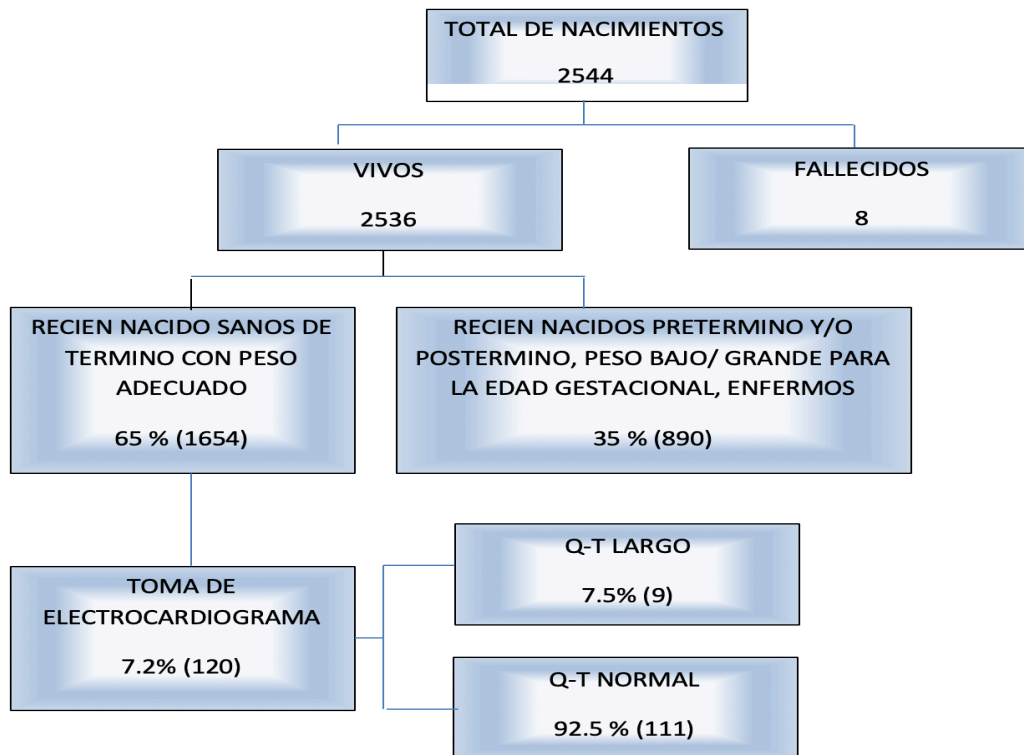 TOTAL DE NACIMIENTOS
2544
VIVOS
2536
FALLECIDOS
8
RECIEN NACIDO SANOS DE
TERMINO CON PESO
ADECUADO
65 % (1654)
RECIEN NACIDOS PRETERMINO Y/O
POSTERMINO, PESO BAJO/ GRANDE PARA
LA EDAD GESTACIONAL, ENFERMOS
35 % (890)
TOMA DE
ELECTROCARDIOGRAMA
7.2% (120)
Q-T LARGO
7.5% (9)
Q-T NORMAL
92.5 % (111)